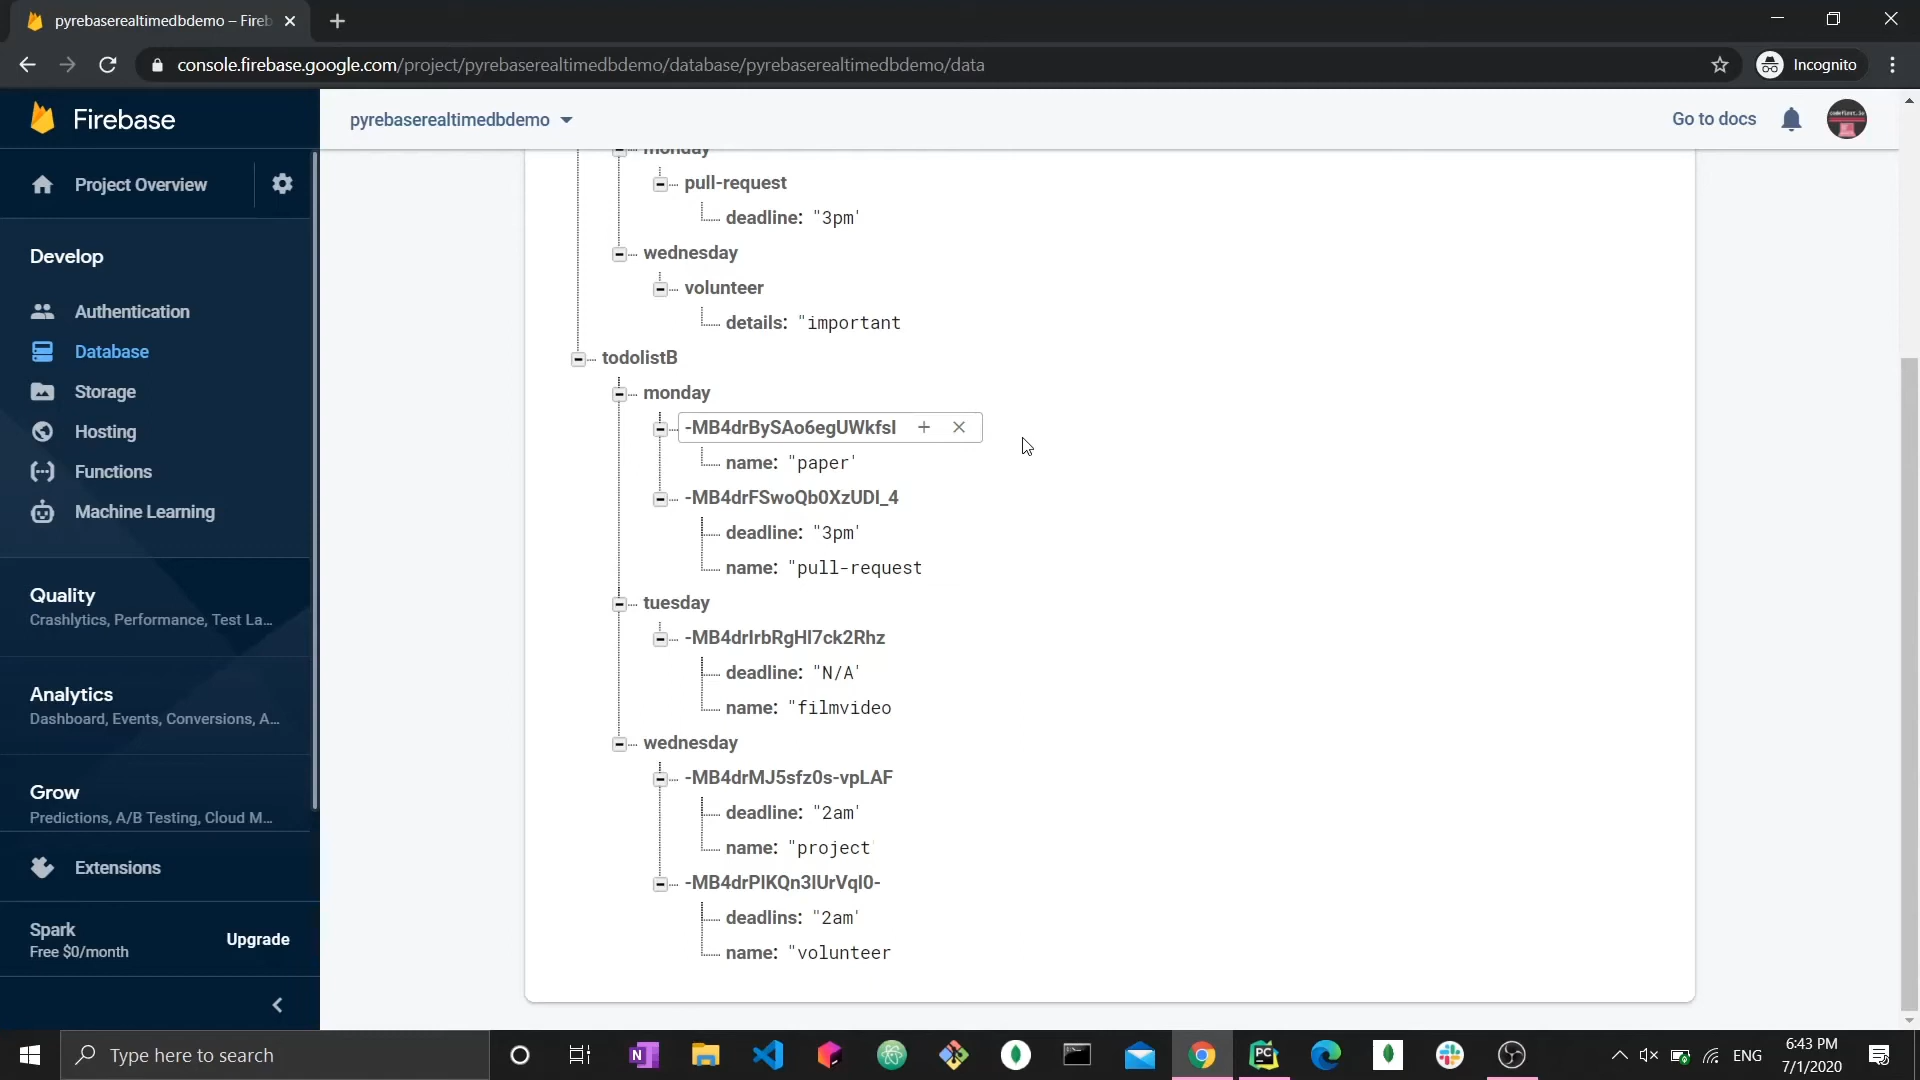 pyrebaserealtimedbdemo – Fireb
console.firebase.google.com/project/pyrebaserealtimedbdemo/database/pyrebaserealtimedbdemo/data
Incognito
Firebase
pyrebaserealtimedbdemo
Go to docs
Project Overview
Develop
Authentication
Database
Storage
Hosting
Functions
Machine Learning
Quality
Crashlytics, Performance, Test La...
Analytics
Dashboard, Events, Conversions, A...
Grow
Predictions, A/B Testing, Cloud M...
Extensions
Spark
Free $0/month
Upgrade
monday
pull-request
deadline: "3pm'
wednesday
volunteer
details: "important
todolistB
monday
-MB4drBySAo6egUWkfsI
name: "paper'
-MB4drFSwoQb0XzUDI_4
deadline: "3pm'
name: "pull-request
tuesday
-MB4drIrbRgHI7ck2Rhz
deadline: "N/A'
name: "filmvideo
wednesday
-MB4drMJ5sfz0s-vpLAF
deadline: "2am'
name: "project'
-MB4drPIKQn3lUrVql0-
deadlins: "2am'
name: "volunteer
Type here to search
ENG
6:43 PM
7/1/2020